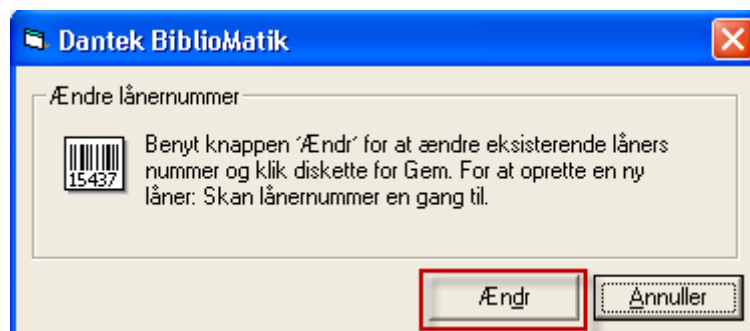 Dantek BiblioMatik
Ændre lånernummer
Benyt knappen ´Ændr´ for at ændre eksisterende låners
nummer og klik diskette for Gem. For at oprette en ny
låner: Skan lånernummer en gang til.
15437
Ændr
Annuller